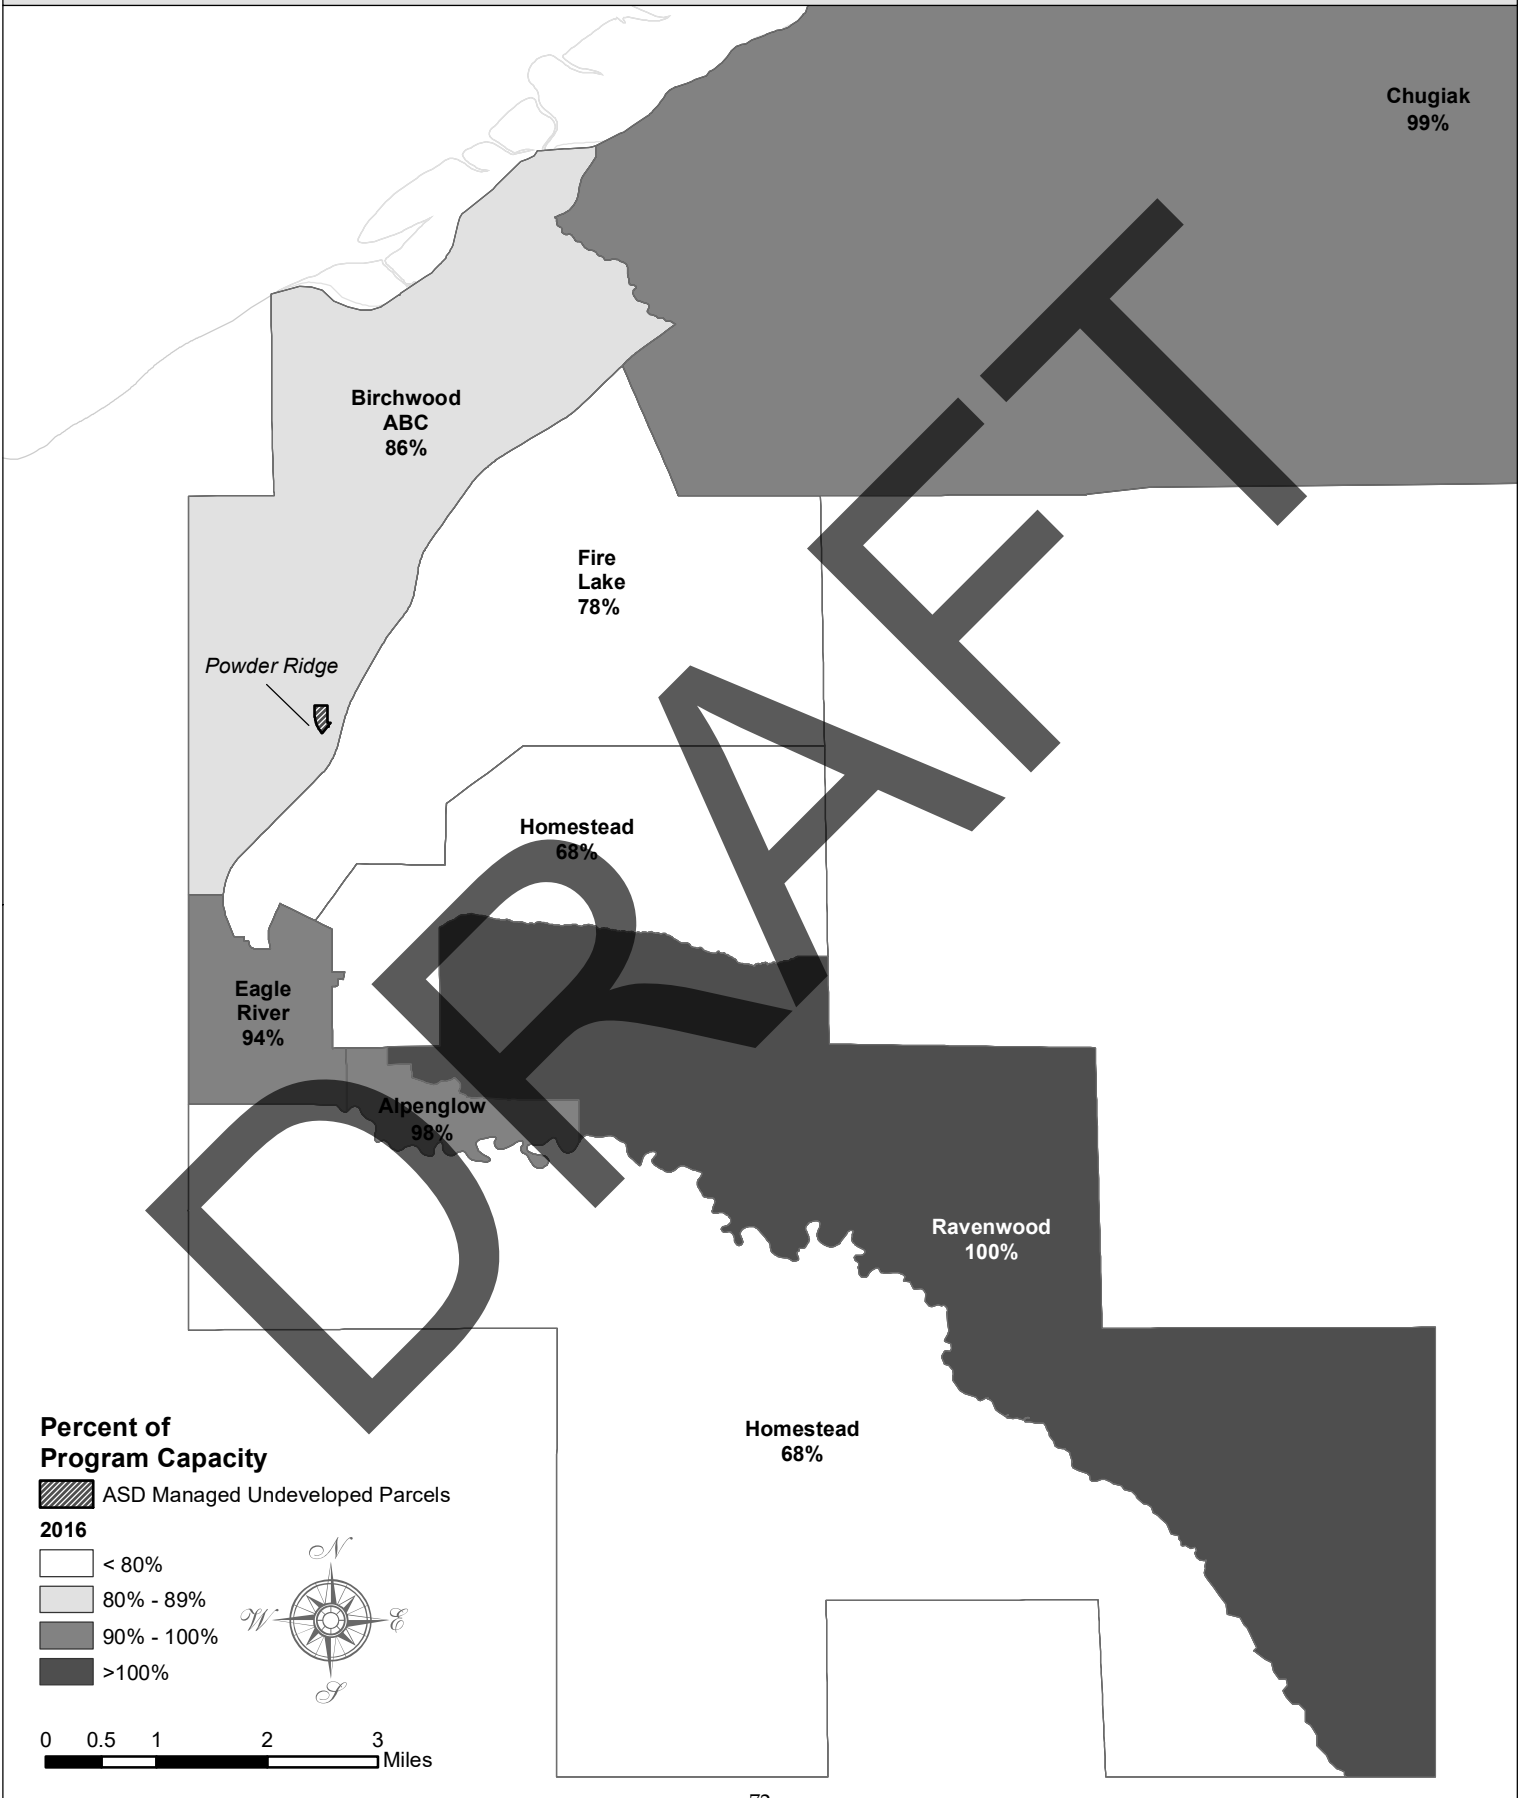 Chugiak
99%
Birchwood
ABC
86%
Fire
Lake
78%
Powder Ridge
Homestead
68%
Eagle
River
94%
Alpenglow
98%
Ravenwood
100%
Homestead
68%
DRAFT
Percent of
Program Capacity
ASD Managed Undeveloped Parcels
2016
< 80%
80% - 89%
90% - 100%
>100%
N
W E
S
0 0.5 1 2 3
Miles